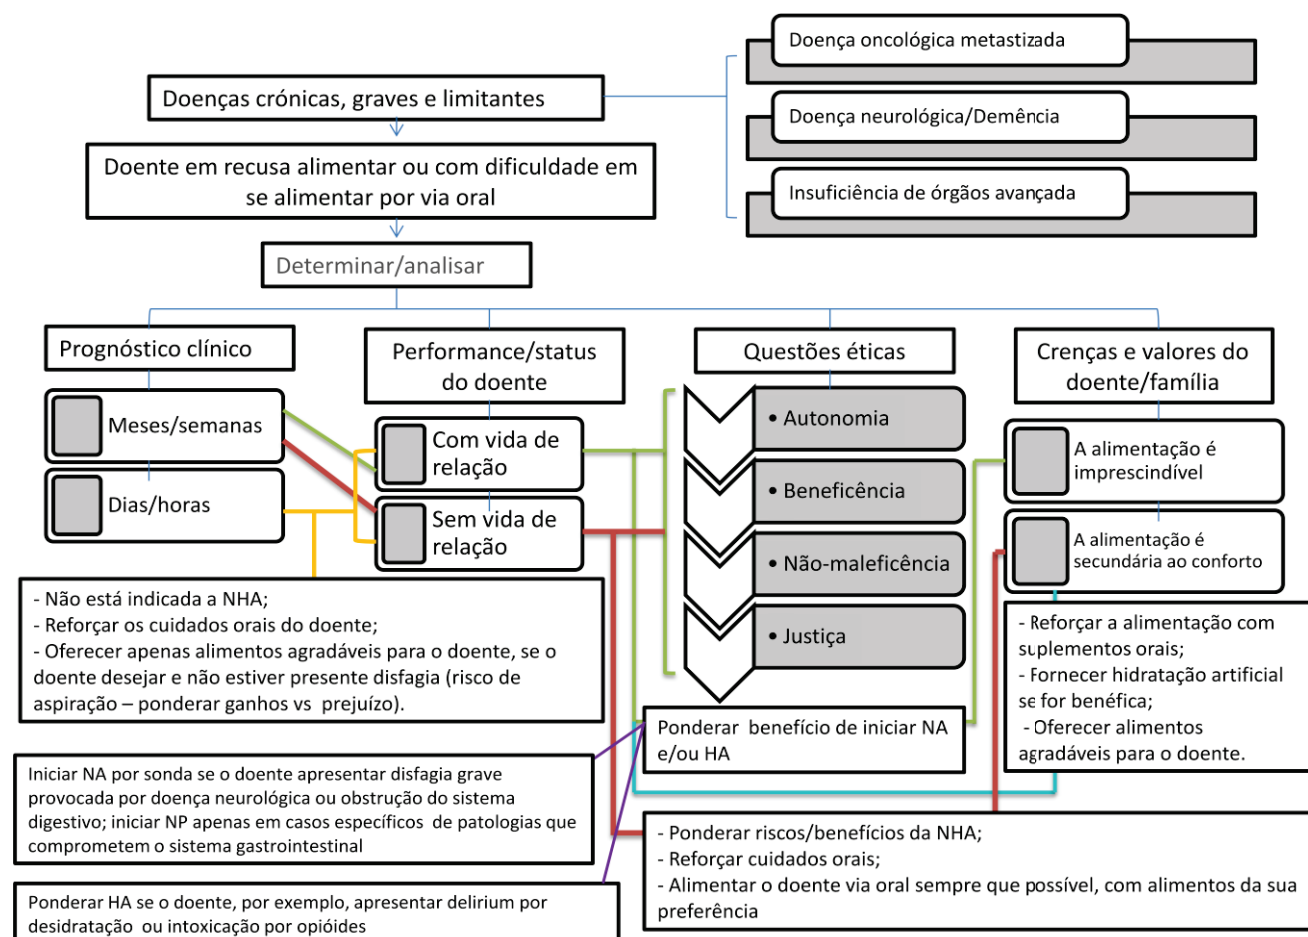 Doença oncológica metastizada
Doenças crónicas, graves e limitantes
Doença neurológica/Demência
Doente em recusa alimentar ou com dificuldade em
se alimentar por via oral
Insuficiência de órgãos avançada
Determinar/analisar
Prognóstico clínico
Meses/semanas
Dias/horas
Performance/status
do doente
Com vida de
relação
Sem vida de
relação
Questões éticas
• Autonomia
• Beneficência
• Não-maleficência
• Justiça
Crenças e valores do
doente/família
A alimentação é
imprescindível
A alimentação é
secundária ao conforto
- Não está indicada a NHA;
- Reforçar os cuidados orais do doente;
- Oferecer apenas alimentos agradáveis para o doente, se o
doente desejar e não estiver presente disfagia (risco de
aspiração – ponderar ganhos vs prejuízo).
- Reforçar a alimentação com
suplementos orais;
- Fornecer hidratação artificial
se for benéfica;
- Oferecer alimentos
agradáveis para o doente.
Ponderar benefício de iniciar NA
e/ou HA
Iniciar NA por sonda se o doente apresentar disfagia grave
provocada por doença neurológica ou obstrução do sistema
digestivo; iniciar NP apenas em casos específicos de patologias que
comprometem o sistema gastrointestinal
- Ponderar riscos/benefícios da NHA;
- Reforçar cuidados orais;
- Alimentar o doente via oral sempre que possível, com alimentos da sua
preferência
Ponderar HA se o doente, por exemplo, apresentar delirium por
desidratação ou intoxicação por opióides